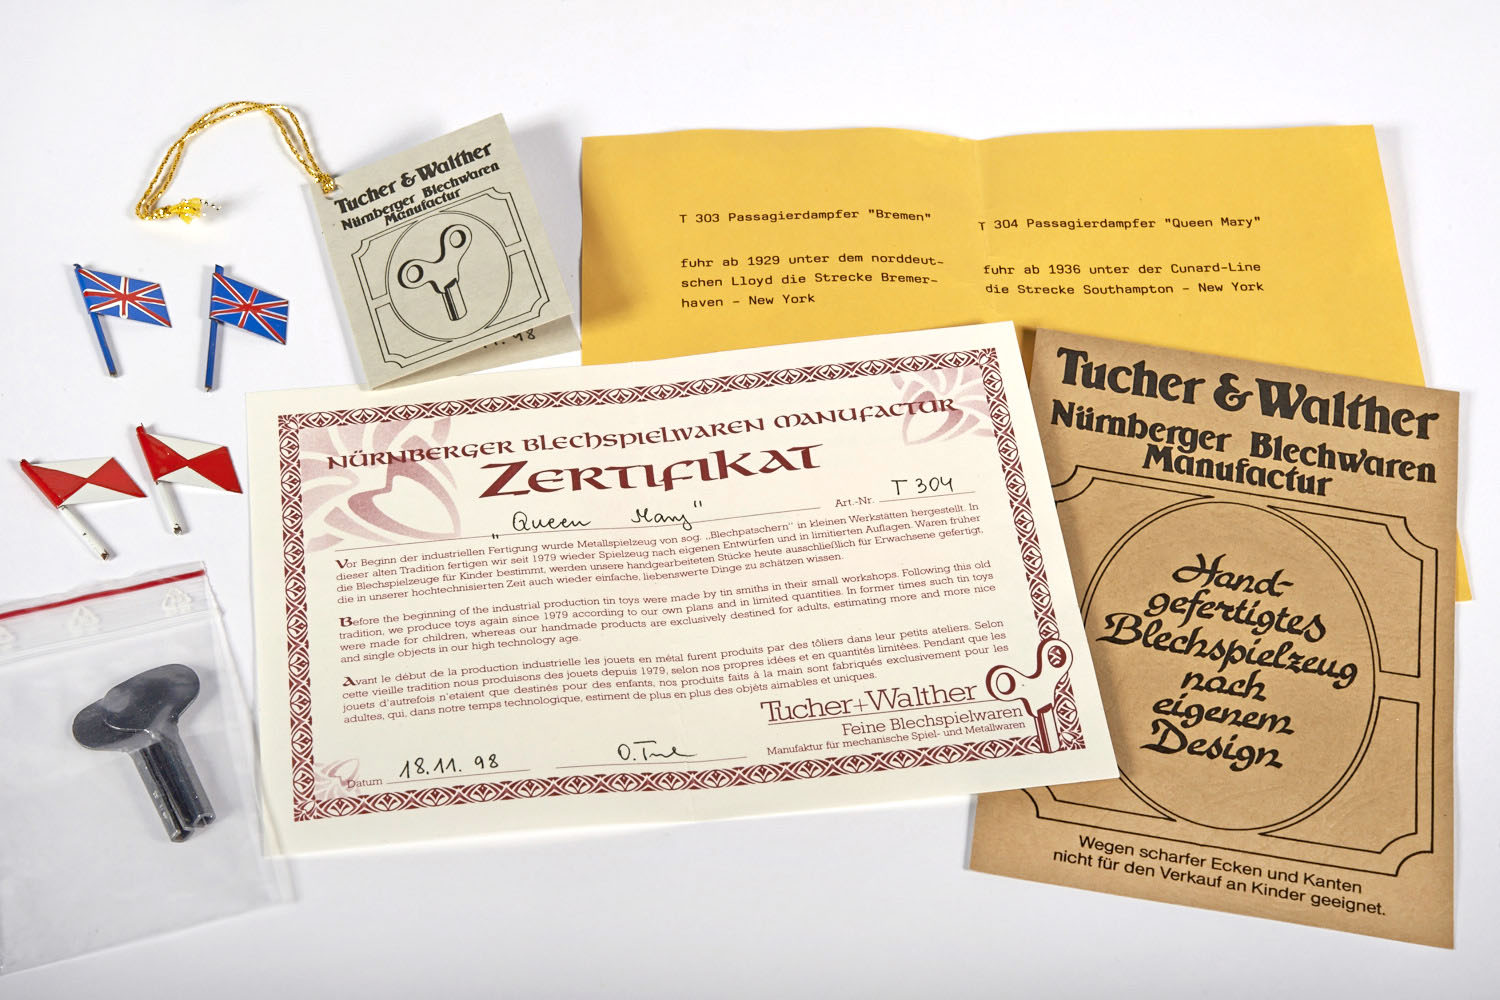 Tucher & Walther
Nürnberger Blechwaren
Manufactur
98
T 303 Passagierdampfer "Bremen"
fuhr ab 1929 unter dem norddeut-
schen Lloyd die Strecke Bremer-
haven - New York
T 304 Passagierdampfer "Queen Mary"
fuhr ab 1936 unter der Cunard-Line
die Strecke Southampton - New York
NÜRNBERGER BLECHSPIELWAREN MANUFACTUR
ZERTIFIKAT
„Queen Mary" Art.-Nr. T 304
Vor Beginn der industriellen Fertigung wurde Metallspielzeug von sog. „Blechpatschern" in kleinen Werkstätten hergestellt. In
dieser alten Tradition fertigen wir seit 1979 wieder Spielzeug nach eigenen Entwürfen und in limitierten Auflagen. Waren früher
die Blechspielzeuge für Kinder bestimmt, werden unsere handgearbeiteten Stücke heute ausschließlich für Erwachsene gefertigt,
die in unserer hochtechnisierten Zeit auch wieder einfache, liebenswerte Dinge zu schätzen wissen.
Before the beginning of the industrial production tin toys were made by tin smiths in their small workshops. Following this old
tradition, we produce toys again since 1979 according to our own plans and in limited quantities. In former times such tin toys
were made for children, whereas our handmade products are exclusively destined for adults, estimating more and more nice
and single objects in our high technology age.
Avant le début de la production industrielle les jouets en métal furent produits par des tôliers dans leur petits ateliers. Selon
cette vieille tradition nous produisons des jouets depuis 1979, selon nos propres idées et en quantités limitées. Pendant que les
jouets d'autrefois n'etaient que destinés pour des enfants, nos produits faits à la main sont fabriqués exclusivement pour les
adultes, qui, dans notre temps technologique, estiment de plus en plus des objéts aimables et uniques.
Tucher+Walther
Feine Blechspielwaren
Manufaktur für mechanische Spiel- und Metallwaren
Datum 18.11.98
Tucher & Walther
Nürnberger Blechwaren
Manufactur
Hand-
gefertigtes
Blechspielzeug
nach
eigenem
Design
Wegen scharfer Ecken und Kanten
nicht für den Verkauf an Kinder geeignet.